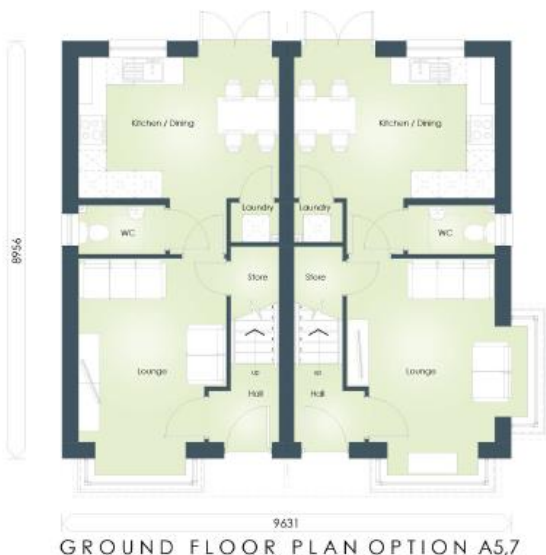 Kitchen / Dining
Kitchen / Dining
Laundry
Laundry
WC
WC
Store
Store
8956
Lounge
UP
UP
Lounge
Hall
Hall
9631
GROUND FLOOR PLAN OPTION A5,7